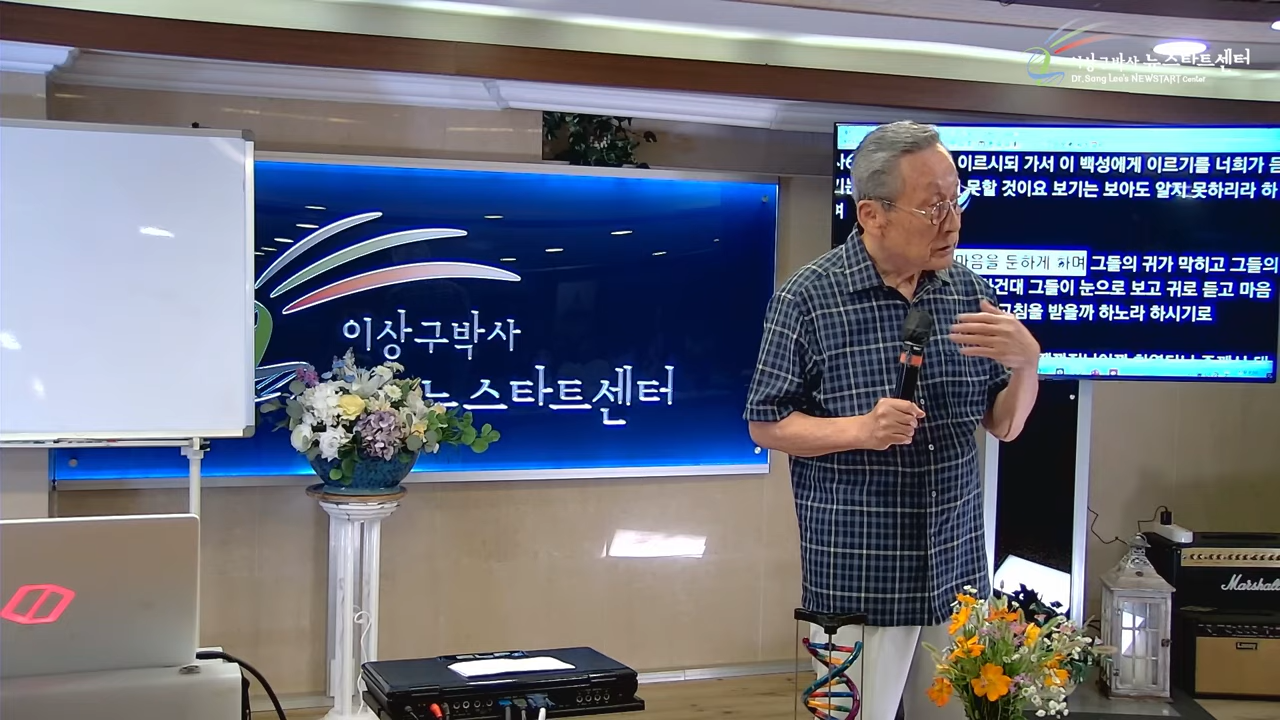 이상구박사 뉴스타트센터
Dr. Sang Lee's NEWSTART Center
이르시되 가서 이 백성에게 이르기를 너희가 듣
못할 것이요 보기는 보아도 알지 못하리라 하
며
마음을 둔하게 하며 그들의 귀가 막히고 그들의
그들이 눈으로 보고 귀로 듣고 마음
고침을 받을까 하노라 하시기로
이상구박사
뉴스타트센터
Marshall